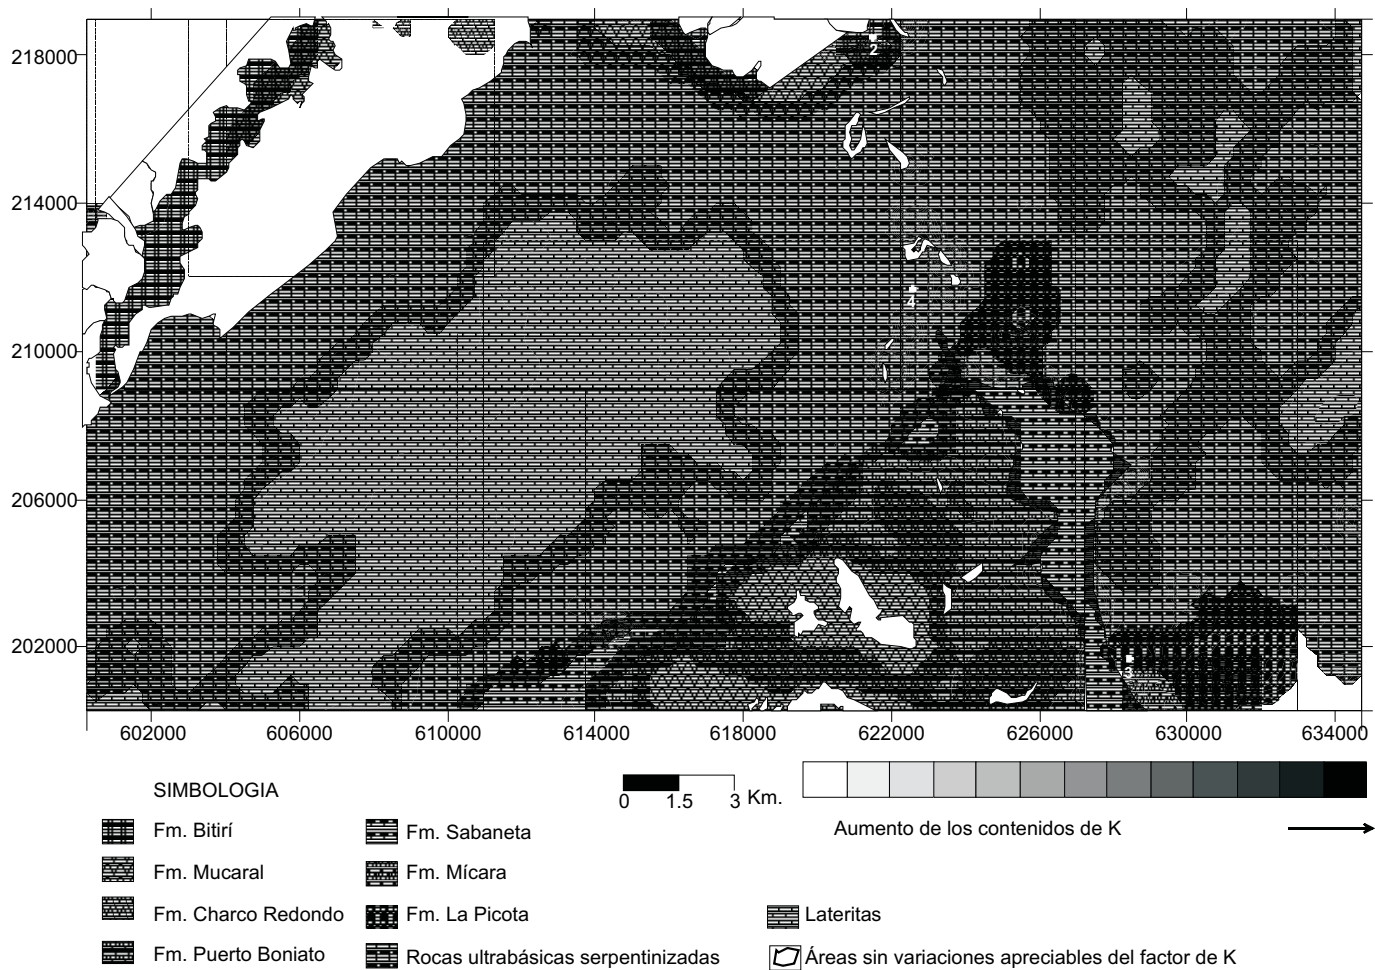 218000
214000
210000
206000
202000
2
4
3
602000 606000 610000 614000 618000 622000 626000 630000 634000
SIMBOLOGIA
0 1.5 3 Km.
Aumento de los contenidos de K
Fm. Bitirí
Fm. Mucaral
Fm. Charco Redondo
Fm. Puerto Boniato
Fm. Sabaneta
Fm. Mícara
Fm. La Picota
Rocas ultrabásicas serpentinizadas
Lateritas
Áreas sin variaciones apreciables del factor de K